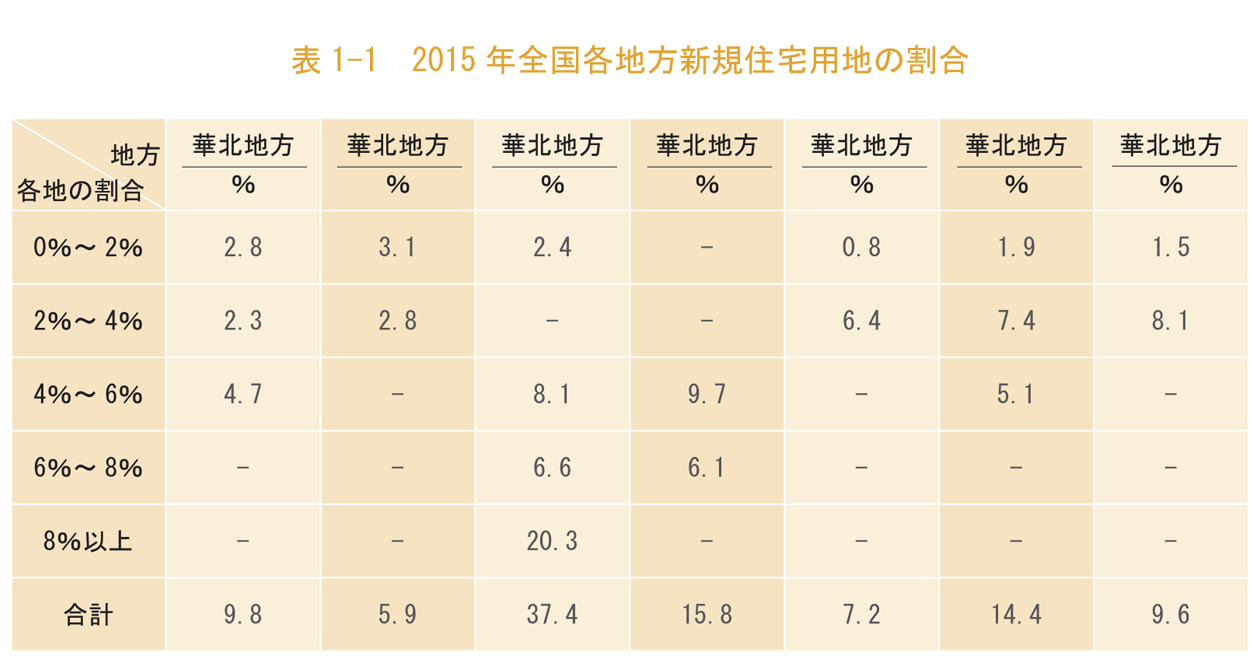 表 1-1　2015 年全国各地方新規住宅用地の割合
地方 華北地方 華北地方 華北地方 華北地方 華北地方 華北地方 華北地方
各地の割合 % % % % % % %
0%～2% 2.8 3.1 2.4 - 0.8 1.9 1.5
2%～4% 2.3 2.8 - - 6.4 7.4 8.1
4%～6% 4.7 - 8.1 9.7 - 5.1 -
6%～8% - - 6.6 6.1 - - -
8%以上 - - 20.3 - - - -
合計 9.8 5.9 37.4 15.8 7.2 14.4 9.6